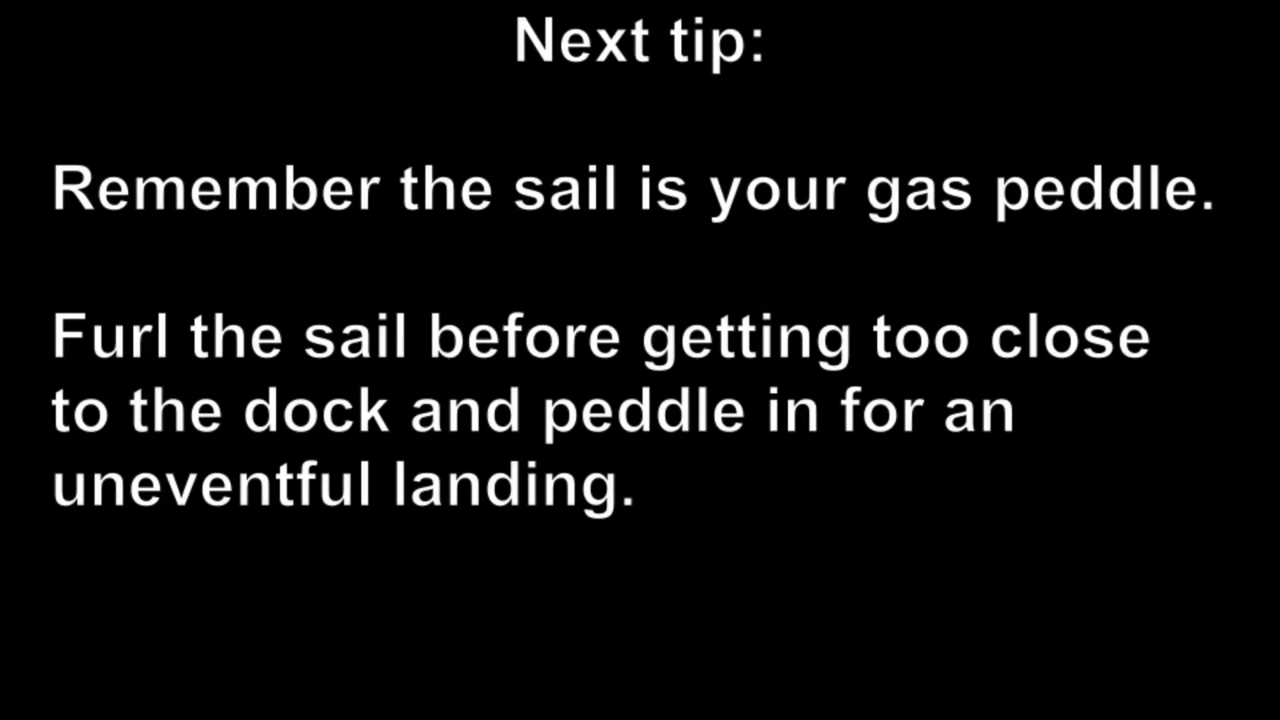 Next tip:
Remember the sail is your gas peddle.
Furl the sail before getting too close
to the dock and peddle in for an
uneventful landing.